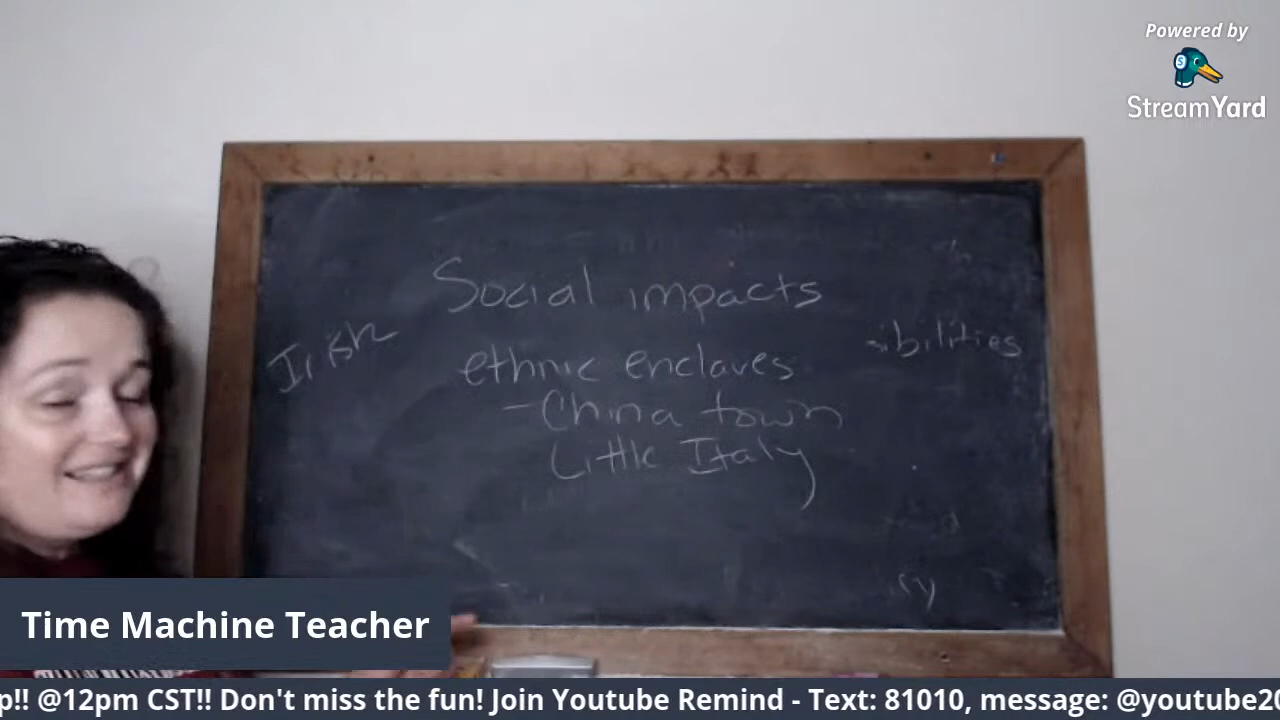 Powered by
StreamYard
Social impacts
Irish
ethnic enclaves
ibilities
- China town
Little Italy
sy
Time Machine Teacher
p!! @12pm CST!! Don't miss the fun! Join Youtube Remind - Text: 81010, message: @youtube20